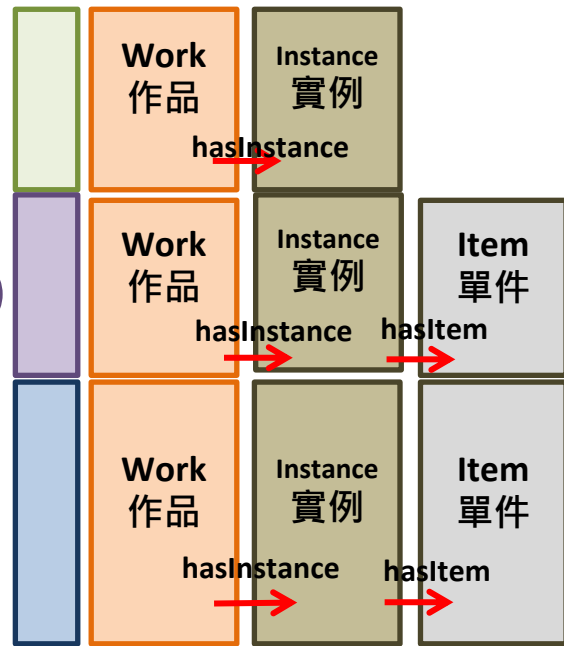 Work
作品
Instance
實例
hasInstance
Work
作品
Instance
實例
Item
單件
hasInstance
hasItem
Work
作品
Instance
實例
Item
單件
hasInstance
hasItem